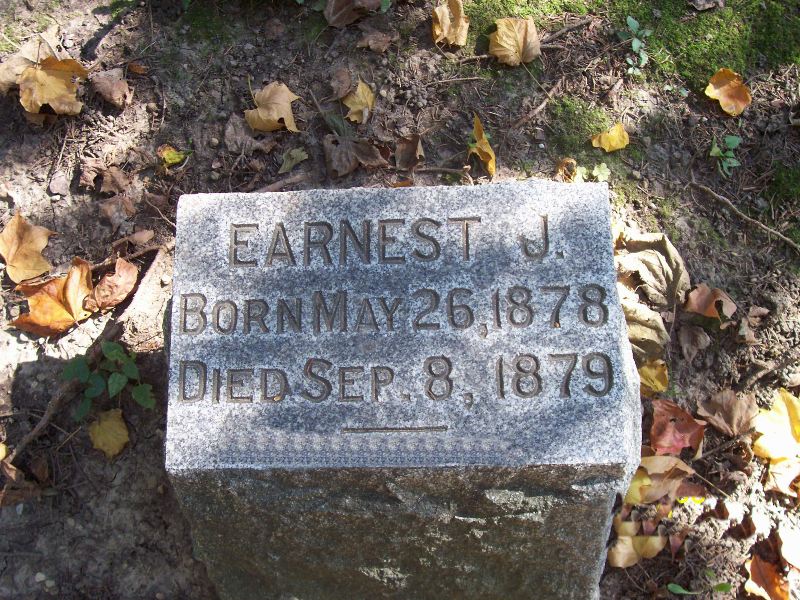 EARNEST J.
BORN MAY 26, 1878
DIED SEP. 8, 1879